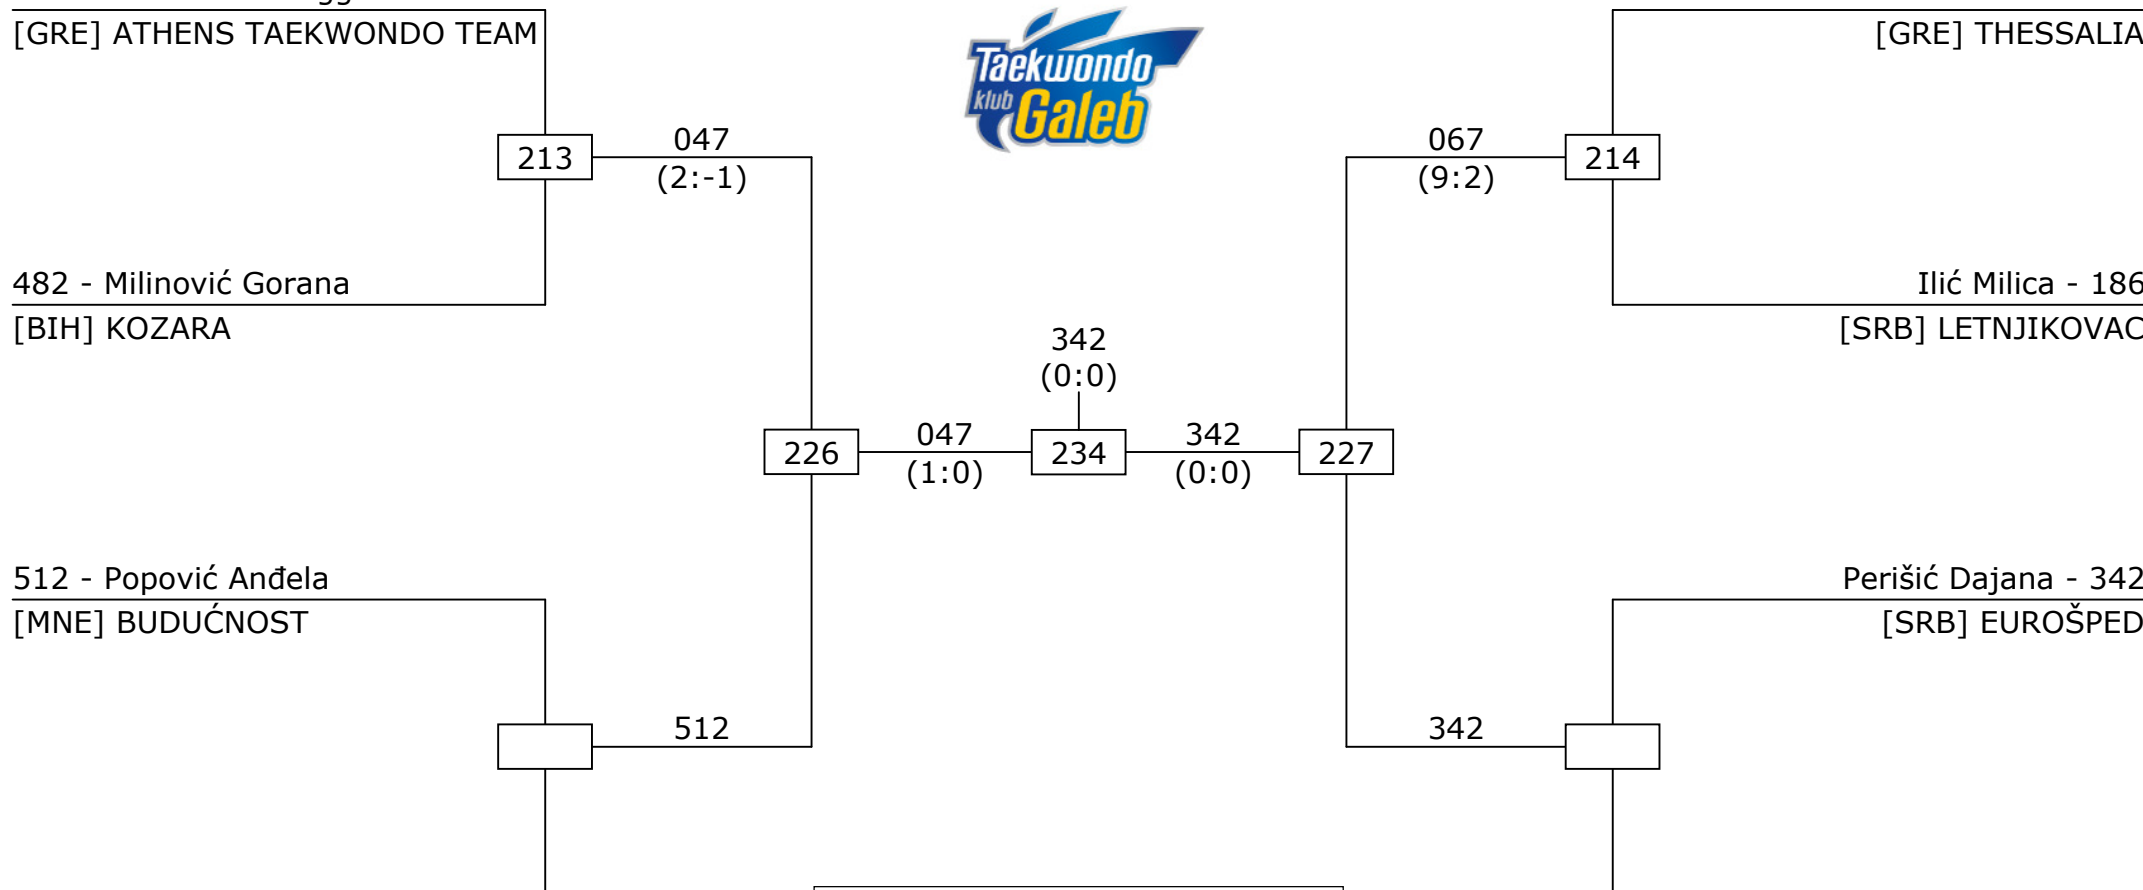 [GRE] ATHENS TAEKWONDO TEAM
[GRE] THESSALIA
Taekwondo
klub Galeb
213
047
(2:-1)
067
(9:2)
214
482 - Milinović Gorana
[BIH] KOZARA
Ilić Milica - 186
[SRB] LETNJIKOVAC
342
(0:0)
226
047
(1:0)
234
342
(0:0)
227
512 - Popović Anđela
[MNE] BUDUĆNOST
Perišić Dajana - 342
[SRB] EUROŠPED
512
342